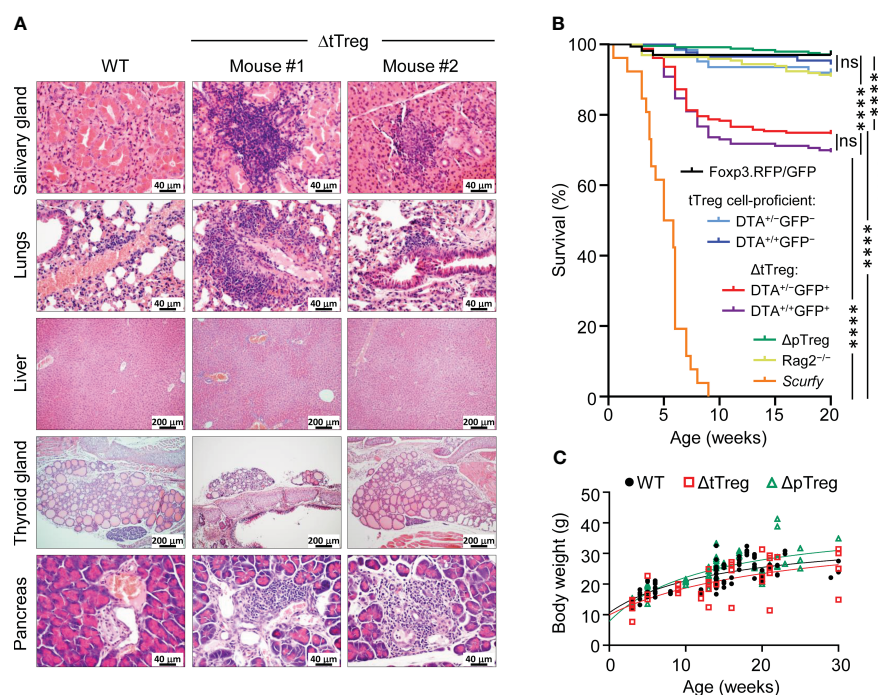 A
ΔtTreg
WT
Mouse #1
Mouse #2
Salivary gland
40 µm
40 µm
40 µm
Lungs
40 µm
40 µm
40 µm
Liver
200 µm
200 µm
200 µm
Thyroid gland
200 µm
200 µm
200 µm
Pancreas
40 µm
40 µm
40 µm
B
Survival (%)
100
80
60
40
20
0
0
5
10
15
20
Age (weeks)
ns
ns
****
****
****
****
Foxp3.RFP/GFP
tTreg cell-proficient:
DTA+/−GFP−
DTA+/+GFP−
ΔtTreg:
DTA+/−GFP+
DTA+/+GFP+
ΔpTreg
Rag2−/−
Scurfy
C
WT
ΔtTreg
ΔpTreg
Body weight (g)
50
40
30
20
10
0
0
10
20
30
Age (weeks)